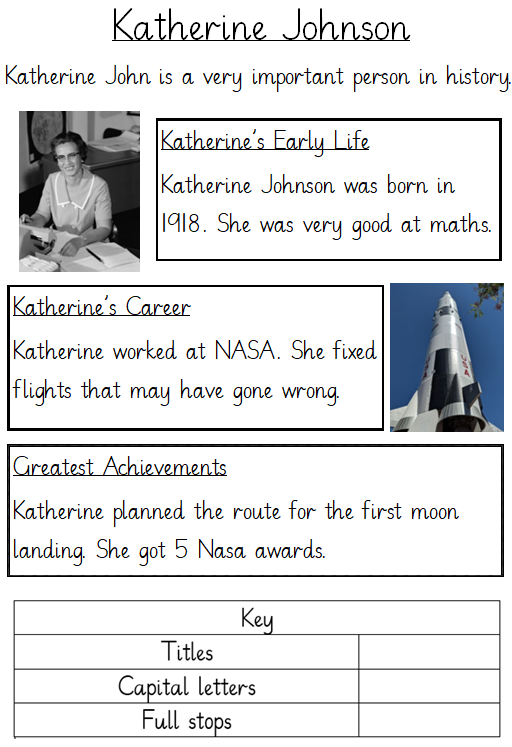 Katherine Johnson
Katherine John is a very important person in history.
Katherine's Early Life
Katherine Johnson was born in
1918. She was very good at maths.
Katherine's Career
Katherine worked at NASA. She fixed
flights that may have gone wrong.
Greatest Achievements
Katherine planned the route for the first moon
landing. She got 5 Nasa awards.
Key
Titles
Capital letters
Full stops